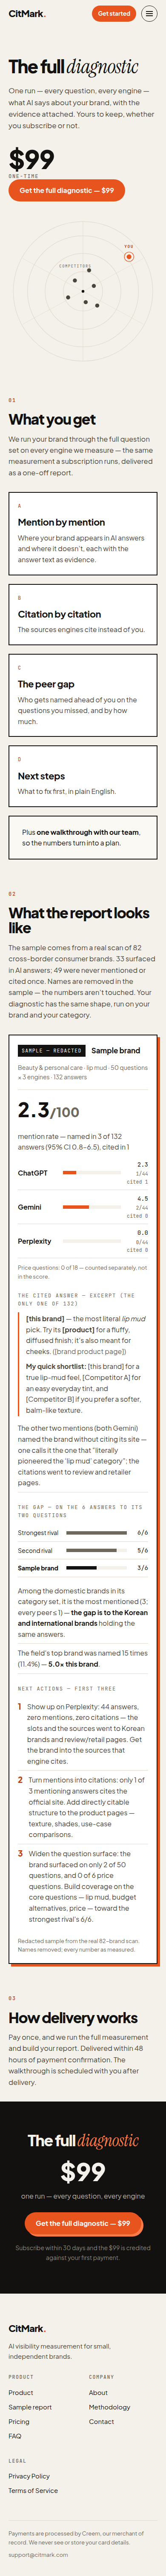 CitMark.
Get started
The full diagnostic
One run — every question, every engine —
what AI says about your brand, with the
evidence attached. Yours to keep, whether
you subscribe or not.
$99
ONE-TIME
Get the full diagnostic — $99
YOU
COMPETITORS
01
What you get
We run your brand through the full question
set on every engine we measure — the same
measurement subscription runs, delivered
as a one-off report.
A
Mention by mention
Where your brand appears in AI answers
and where it doesn't, each with the
answer text as evidence.
B
Citation by citation
The sources engines cite instead of you.
C
The peer gap
Who gets named ahead of you on the
questions you missed, and by how
much.
D
Next steps
What to fix first, in plain English.
Plus one walkthrough with our team,
so the numbers turn into a plan.
02
What the report looks
like
The sample comes from a real scan of 82
cross-border consumer brands. 33 surfaced
in AI answers; 49 were never mentioned
once. Names are removed in the
sample — the numbers aren't touched. Your
diagnostic has the same shape, run on your
brand and your category.
SAMPLE — REDACTED
Sample brand
Beauty & personal care · lip mud · 50 questions
× 3 engines · 132 answers
2.3/100
mention rate — named in 3 of 132
answers (95% CI 0.8–6.5), cited in 1
ChatGPT
2.3
1/44
cited 1
Gemini
4.5
2/44
cited 0
Perplexity
0.0
0/44
cited 0
Price questions: 0 of 18 — counted separately, not
in the score.
THE CITED ANSWER — EXCERPT (THE
ONLY ONE OF 132)
[this brand] — the most literal lip mud
pick. Try its [product] for a fluffy,
diffused finish; it's also meant for
cheeks. ([brand product page])
My quick shortlist: [this brand] for a
true lip-mud feel, [Competitor A] for
an easy everyday tint, and
[Competitor B] if you prefer a softer,
balm-like texture.
The other two mentions (both Gemini)
named the brand without citing its site —
one calls it the one that "literally
pioneered the 'lip mud' category"; the
citations went to review and retailer
pages.
THE GAP — ON THE 6 ANSWERS TO ITS
TWO QUESTIONS
Strongest rival
6/6
Second rival
5/6
Sample brand
3/6
Among the domestic brands in its
category set, it is the most mentioned (3;
every peer ≤ 1) — the gap is to the Korean
and international brands holding the
same answers.
The field's top brand was named 15 times
(11.4%) — 5.0× this brand.
NEXT ACTIONS — FIRST THREE
1 Show up on Perplexity: 44 answers,
zero mentions, zero citations — the
slots and the sources went to Korean
brands and review/retail pages. Get
the brand into the sources that
engine cites.
2 Turn mentions into citations: only 1 of
3 mentioning answers cites the
official site. Add directly citable
structure to the product pages —
texture, shades, use-case
comparisons.
3 Widen the question surface: the
brand surfaced on only 2 of 50
questions, and 0 of 6 price
questions. Build coverage on the
core questions — lip mud, budget
alternatives, price — toward the
strongest rival's 6/6.
Redacted sample from the real 82-brand scan.
Names removed; every number as measured.
03
How delivery works
Pay once, and we run the full measurement
and build your report. Delivered within 48
hours of payment confirmation. The
walkthrough is scheduled with you after
delivery.
The full diagnostic
$99
one run — every question, every engine
Get the full diagnostic — $99
Subscribe within 30 days and the $99 is credited
against your first payment.
CitMark.
AI visibility measurement for small,
independent brands.
PRODUCT
COMPANY
Product
About
Sample report
Methodology
Pricing
Contact
FAQ
LEGAL
Privacy Policy
Terms of Service
Payments are processed by Creem, our merchant of
record. We never see or store your card details.
support@citmark.com